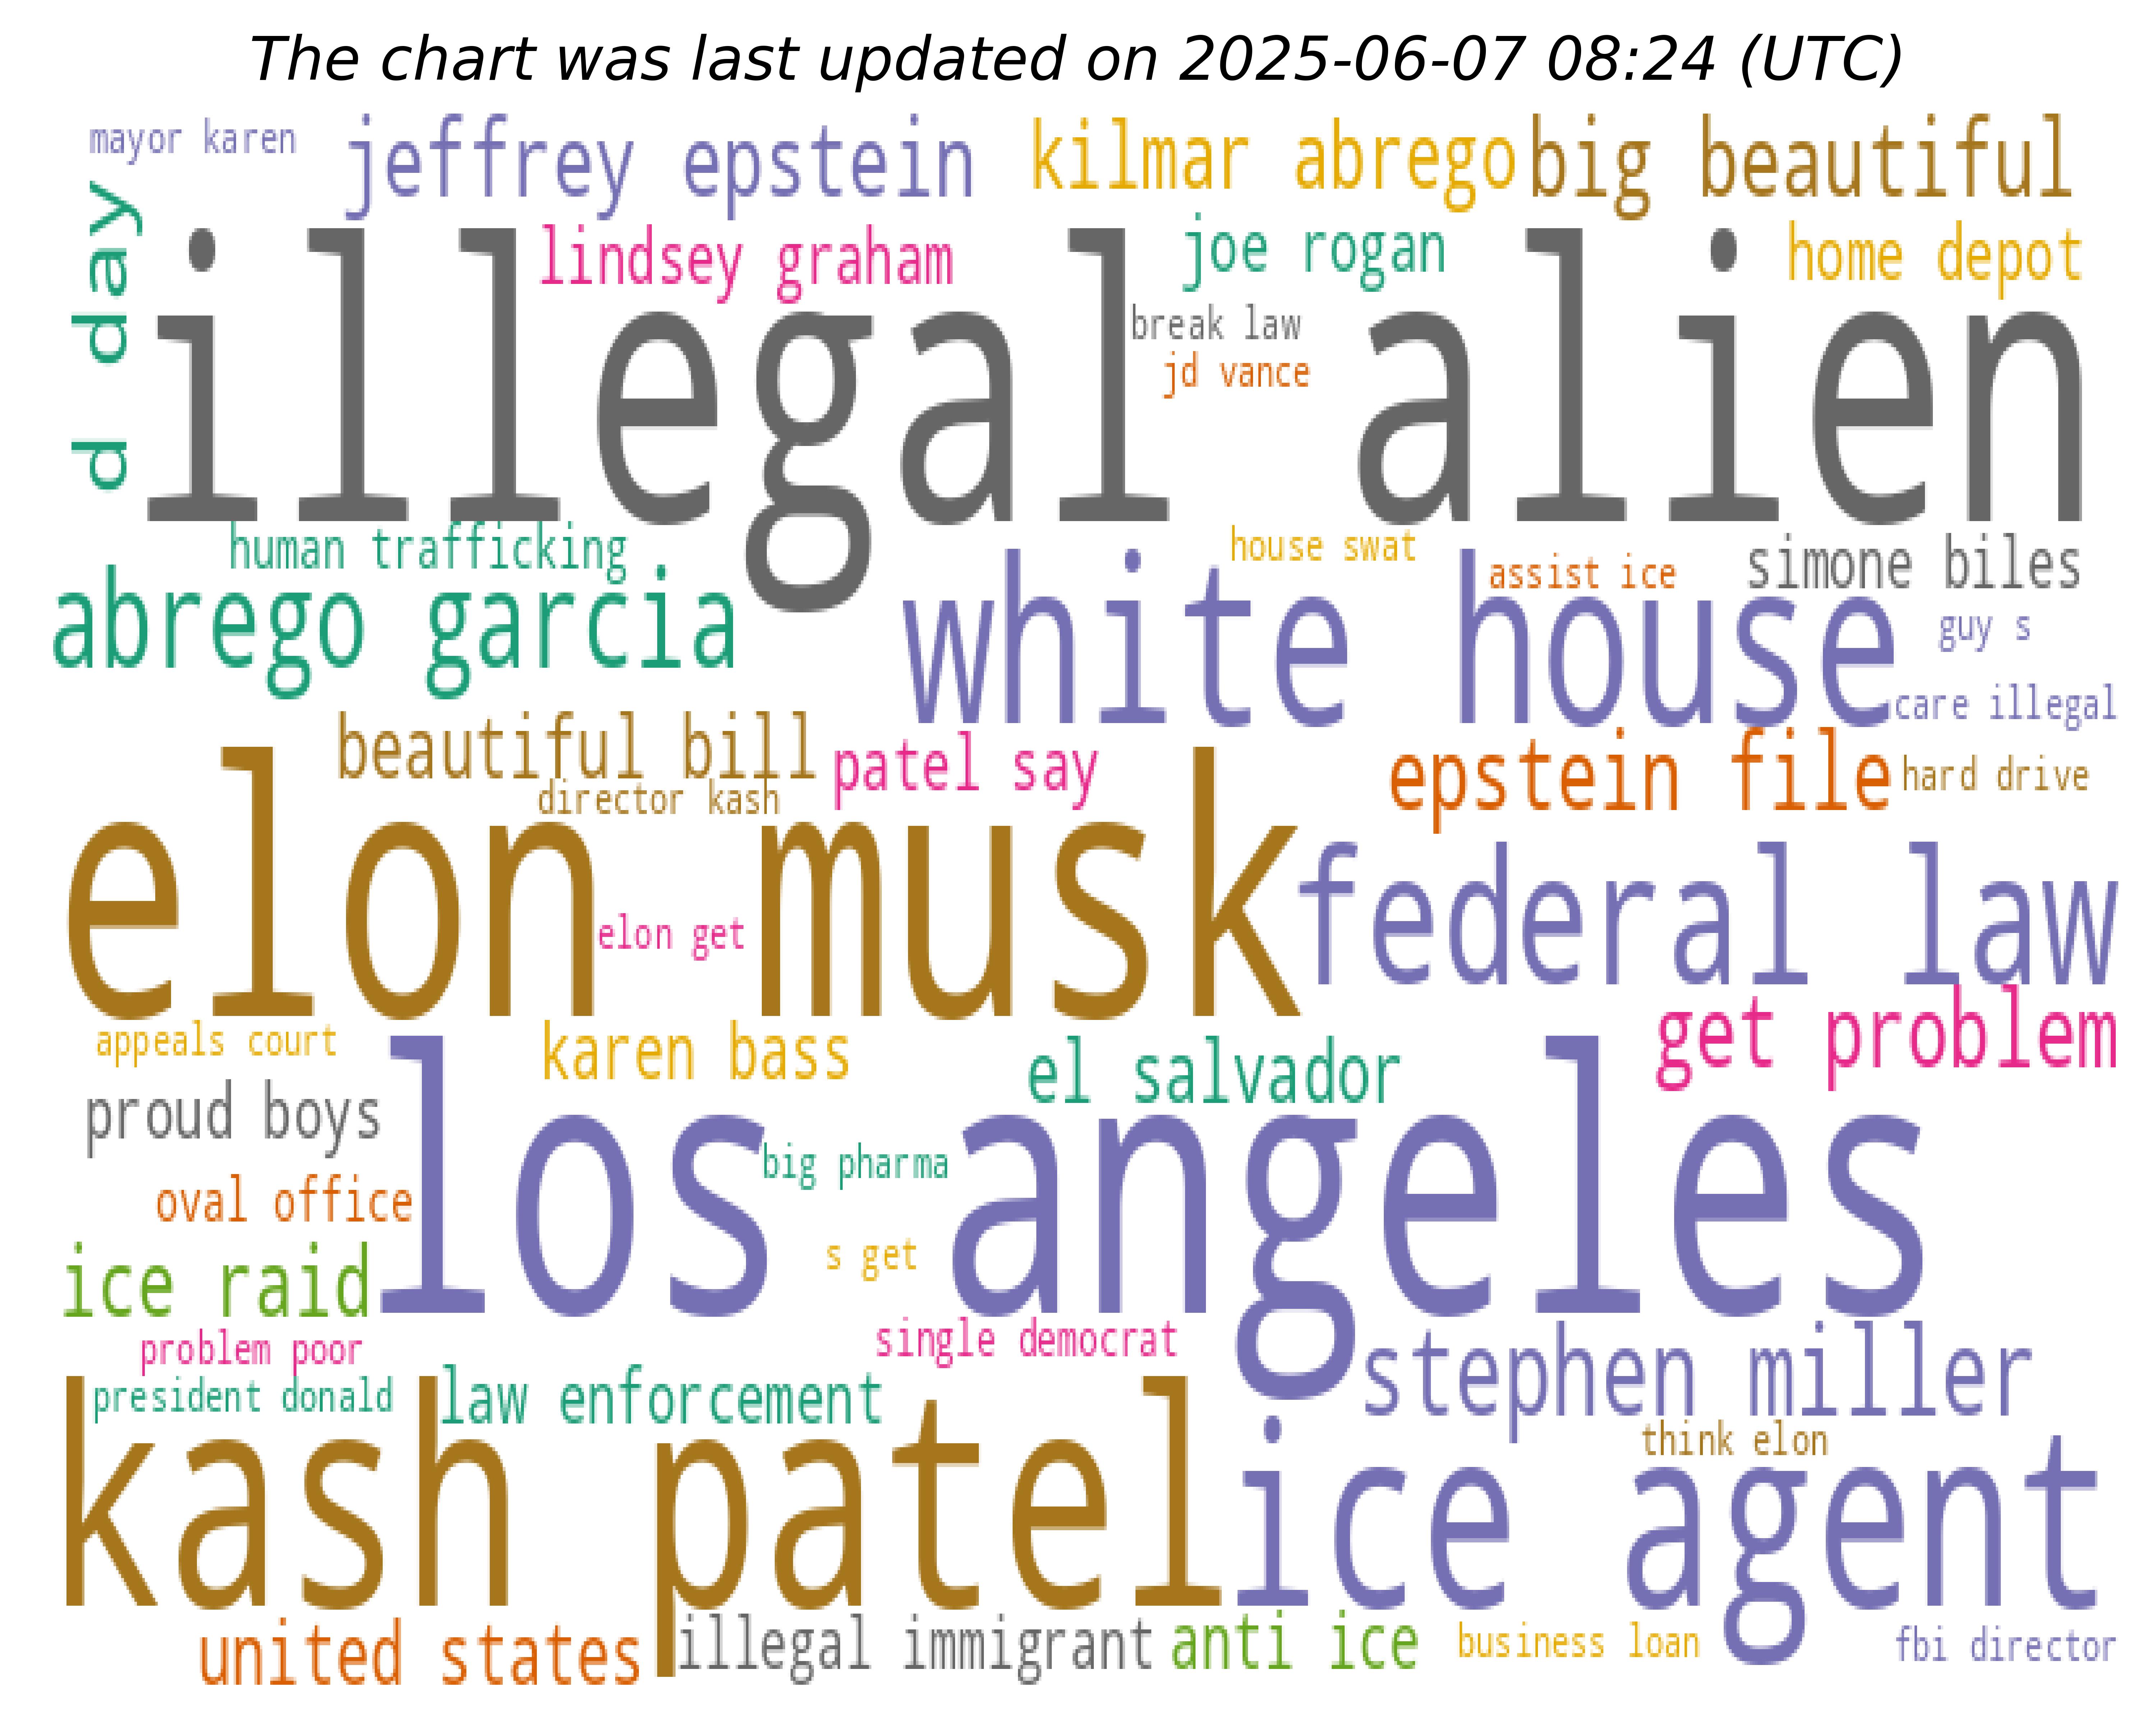 The chart was last updated on 2025-06-07 08:24 (UTC)
mayor karen
jeffrey epstein
kilmar abrego
big beautiful
d day
lindsey graham
joe rogan
home depot
illegal alien
break law
jd vance
human trafficking
house swat
assist ice
simone biles
abrego garcia
white house
guy s
care illegal
beautiful bill
patel say
epstein file
hard drive
director kash
elon musk
federal law
elon get
get problem
appeals court
karen bass
el salvador
proud boys
los angeles
big pharma
oval office
s get
ice raid
problem poor
single democrat
stephen miller
president donald
law enforcement
think elon
kash patel
ice agent
united states
illegal immigrant
anti ice
business loan
fbi director